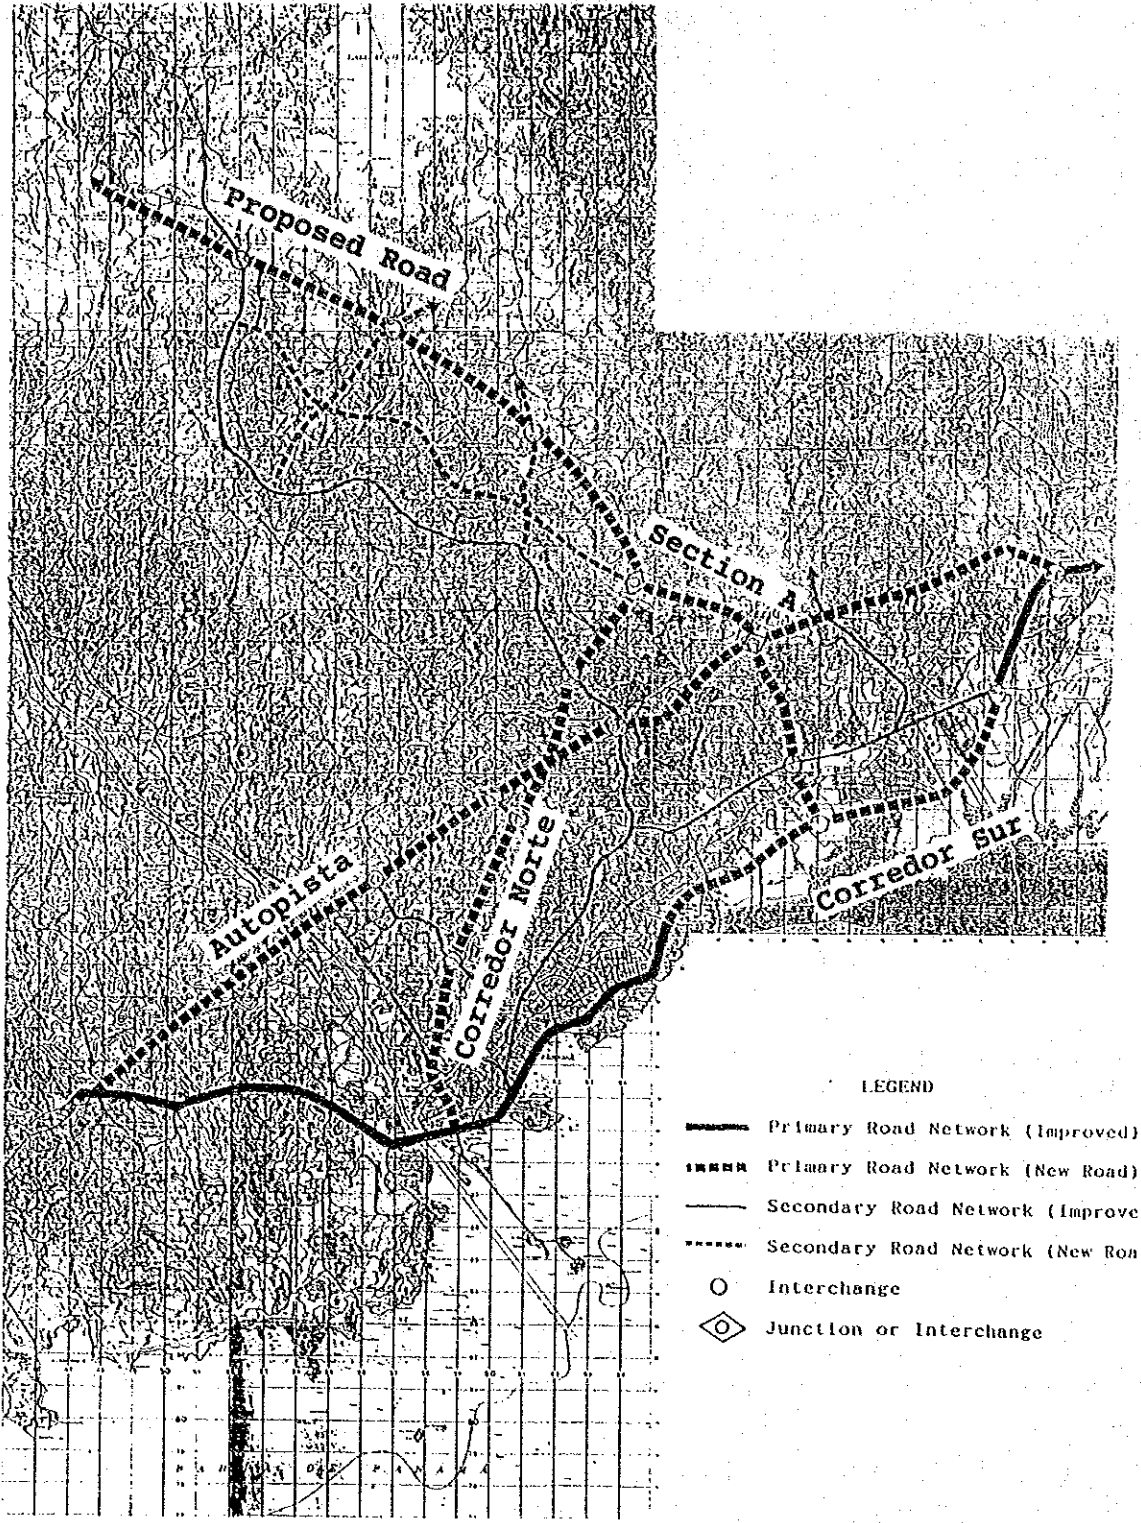 Proposed Road
Section A
Corredor Sur
Autopista
Corredor Norte
LEGEND
Primary Road Network (Improved)
Primary Road Network (New Road)
Secondary Road Network (Improve
Secondary Road Network (New Roa
Interchange
Junction or Interchange